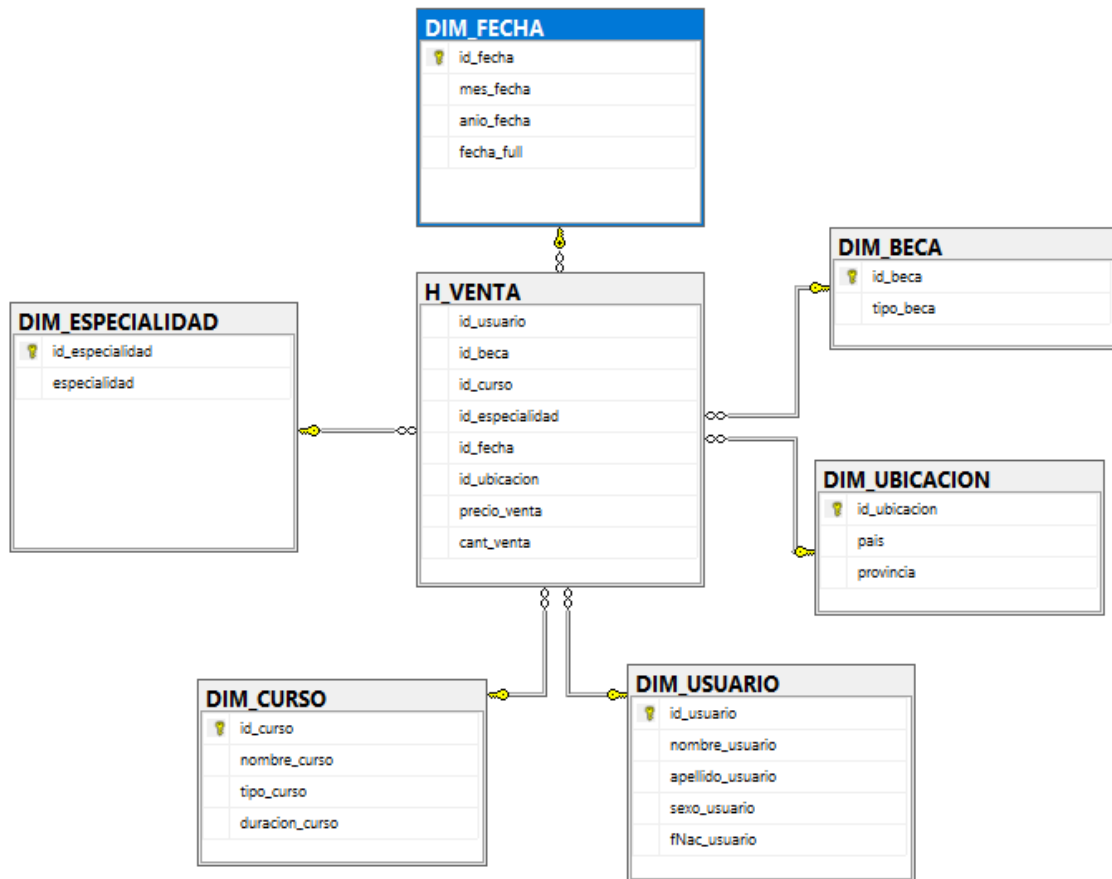 DIM_FECHA
id_fecha
mes_fecha
anio_fecha
fecha_full
DIM_BECA
id_beca
tipo_beca
H_VENTA
id_usuario
id_beca
id_curso
id_especialidad
id_fecha
id_ubicacion
precio_venta
cant_venta
DIM_ESPECIALIDAD
id_especialidad
especialidad
DIM_UBICACION
id_ubicacion
pais
provincia
DIM_CURSO
id_curso
nombre_curso
tipo_curso
duracion_curso
DIM_USUARIO
id_usuario
nombre_usuario
apellido_usuario
sexo_usuario
fNac_usuario